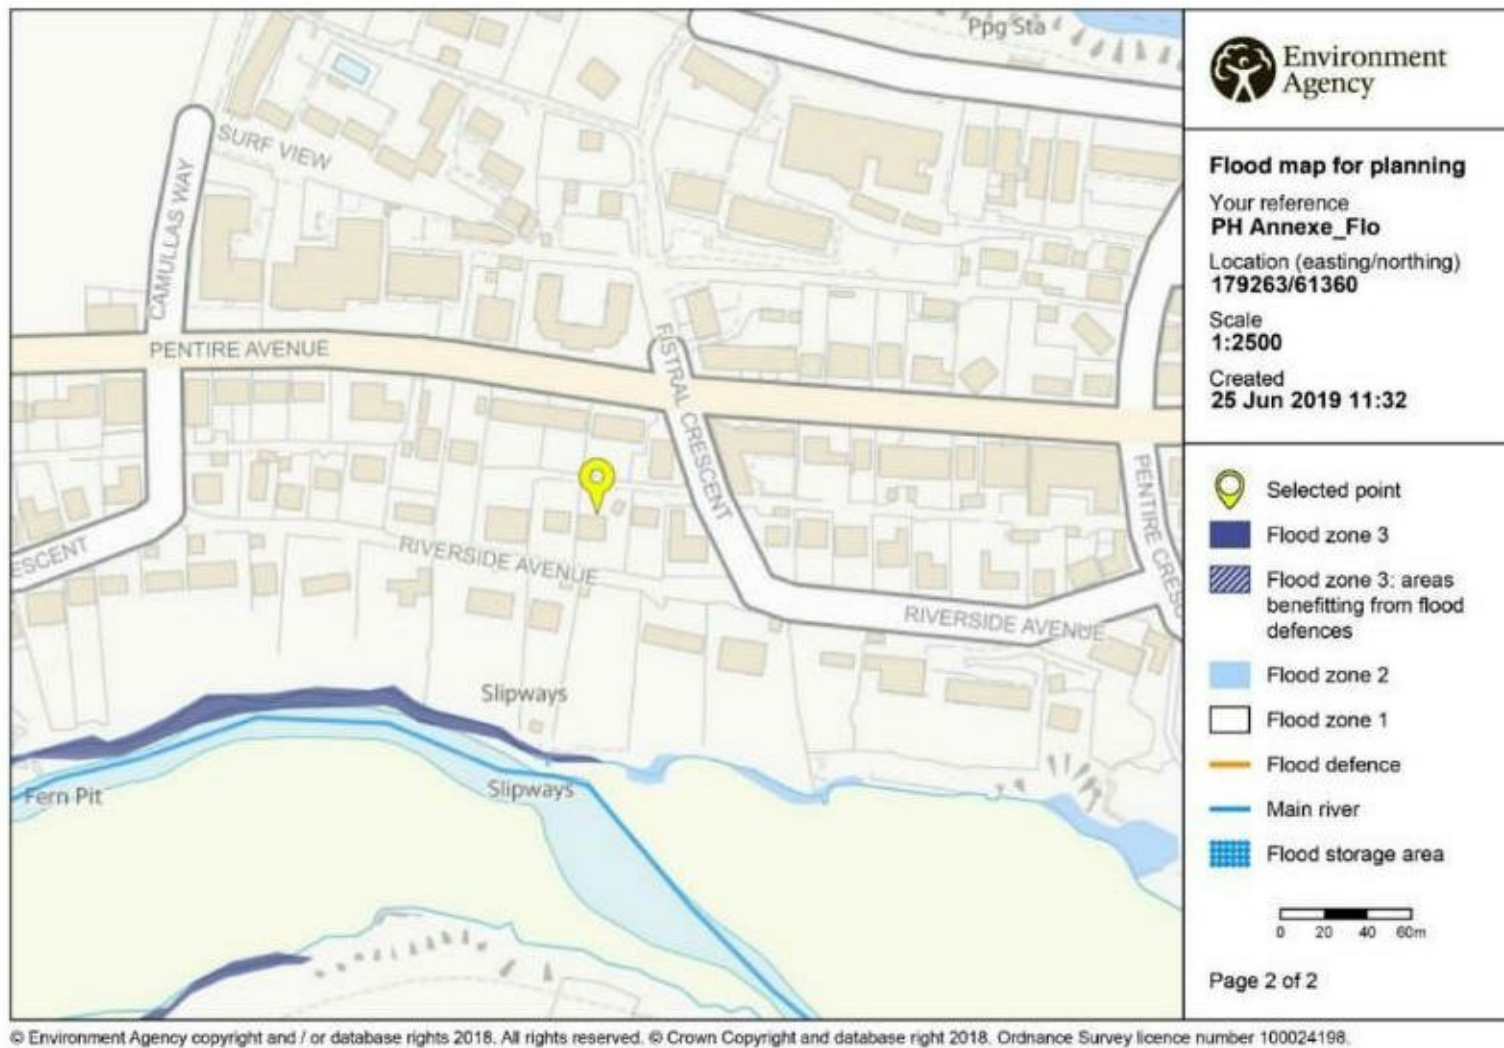 Ppg Sta
SURF VIEW
CAMULLAS WAY
PENTIRE AVENUE
FISTRAL CRESCENT
PENTIRE CRESC
ESCENT
RIVERSIDE AVENUE
RIVERSIDE AVENUE
Slipways
Slipways
Fern Pit
Environment
Agency
Flood map for planning
Your reference
PH Annexe_Flo
Location (easting/northing)
179263/61360
Scale
1:2500
Created
25 Jun 2019 11:32
Selected point
Flood zone 3
Flood zone 3: areas
benefitting from flood
defences
Flood zone 2
Flood zone 1
Flood defence
Main river
Flood storage area
0 20 40 60m
Page 2 of 2
© Environment Agency copyright and / or database rights 2018. All rights reserved. © Crown Copyright and database right 2018. Ordnance Survey licence number 100024198.